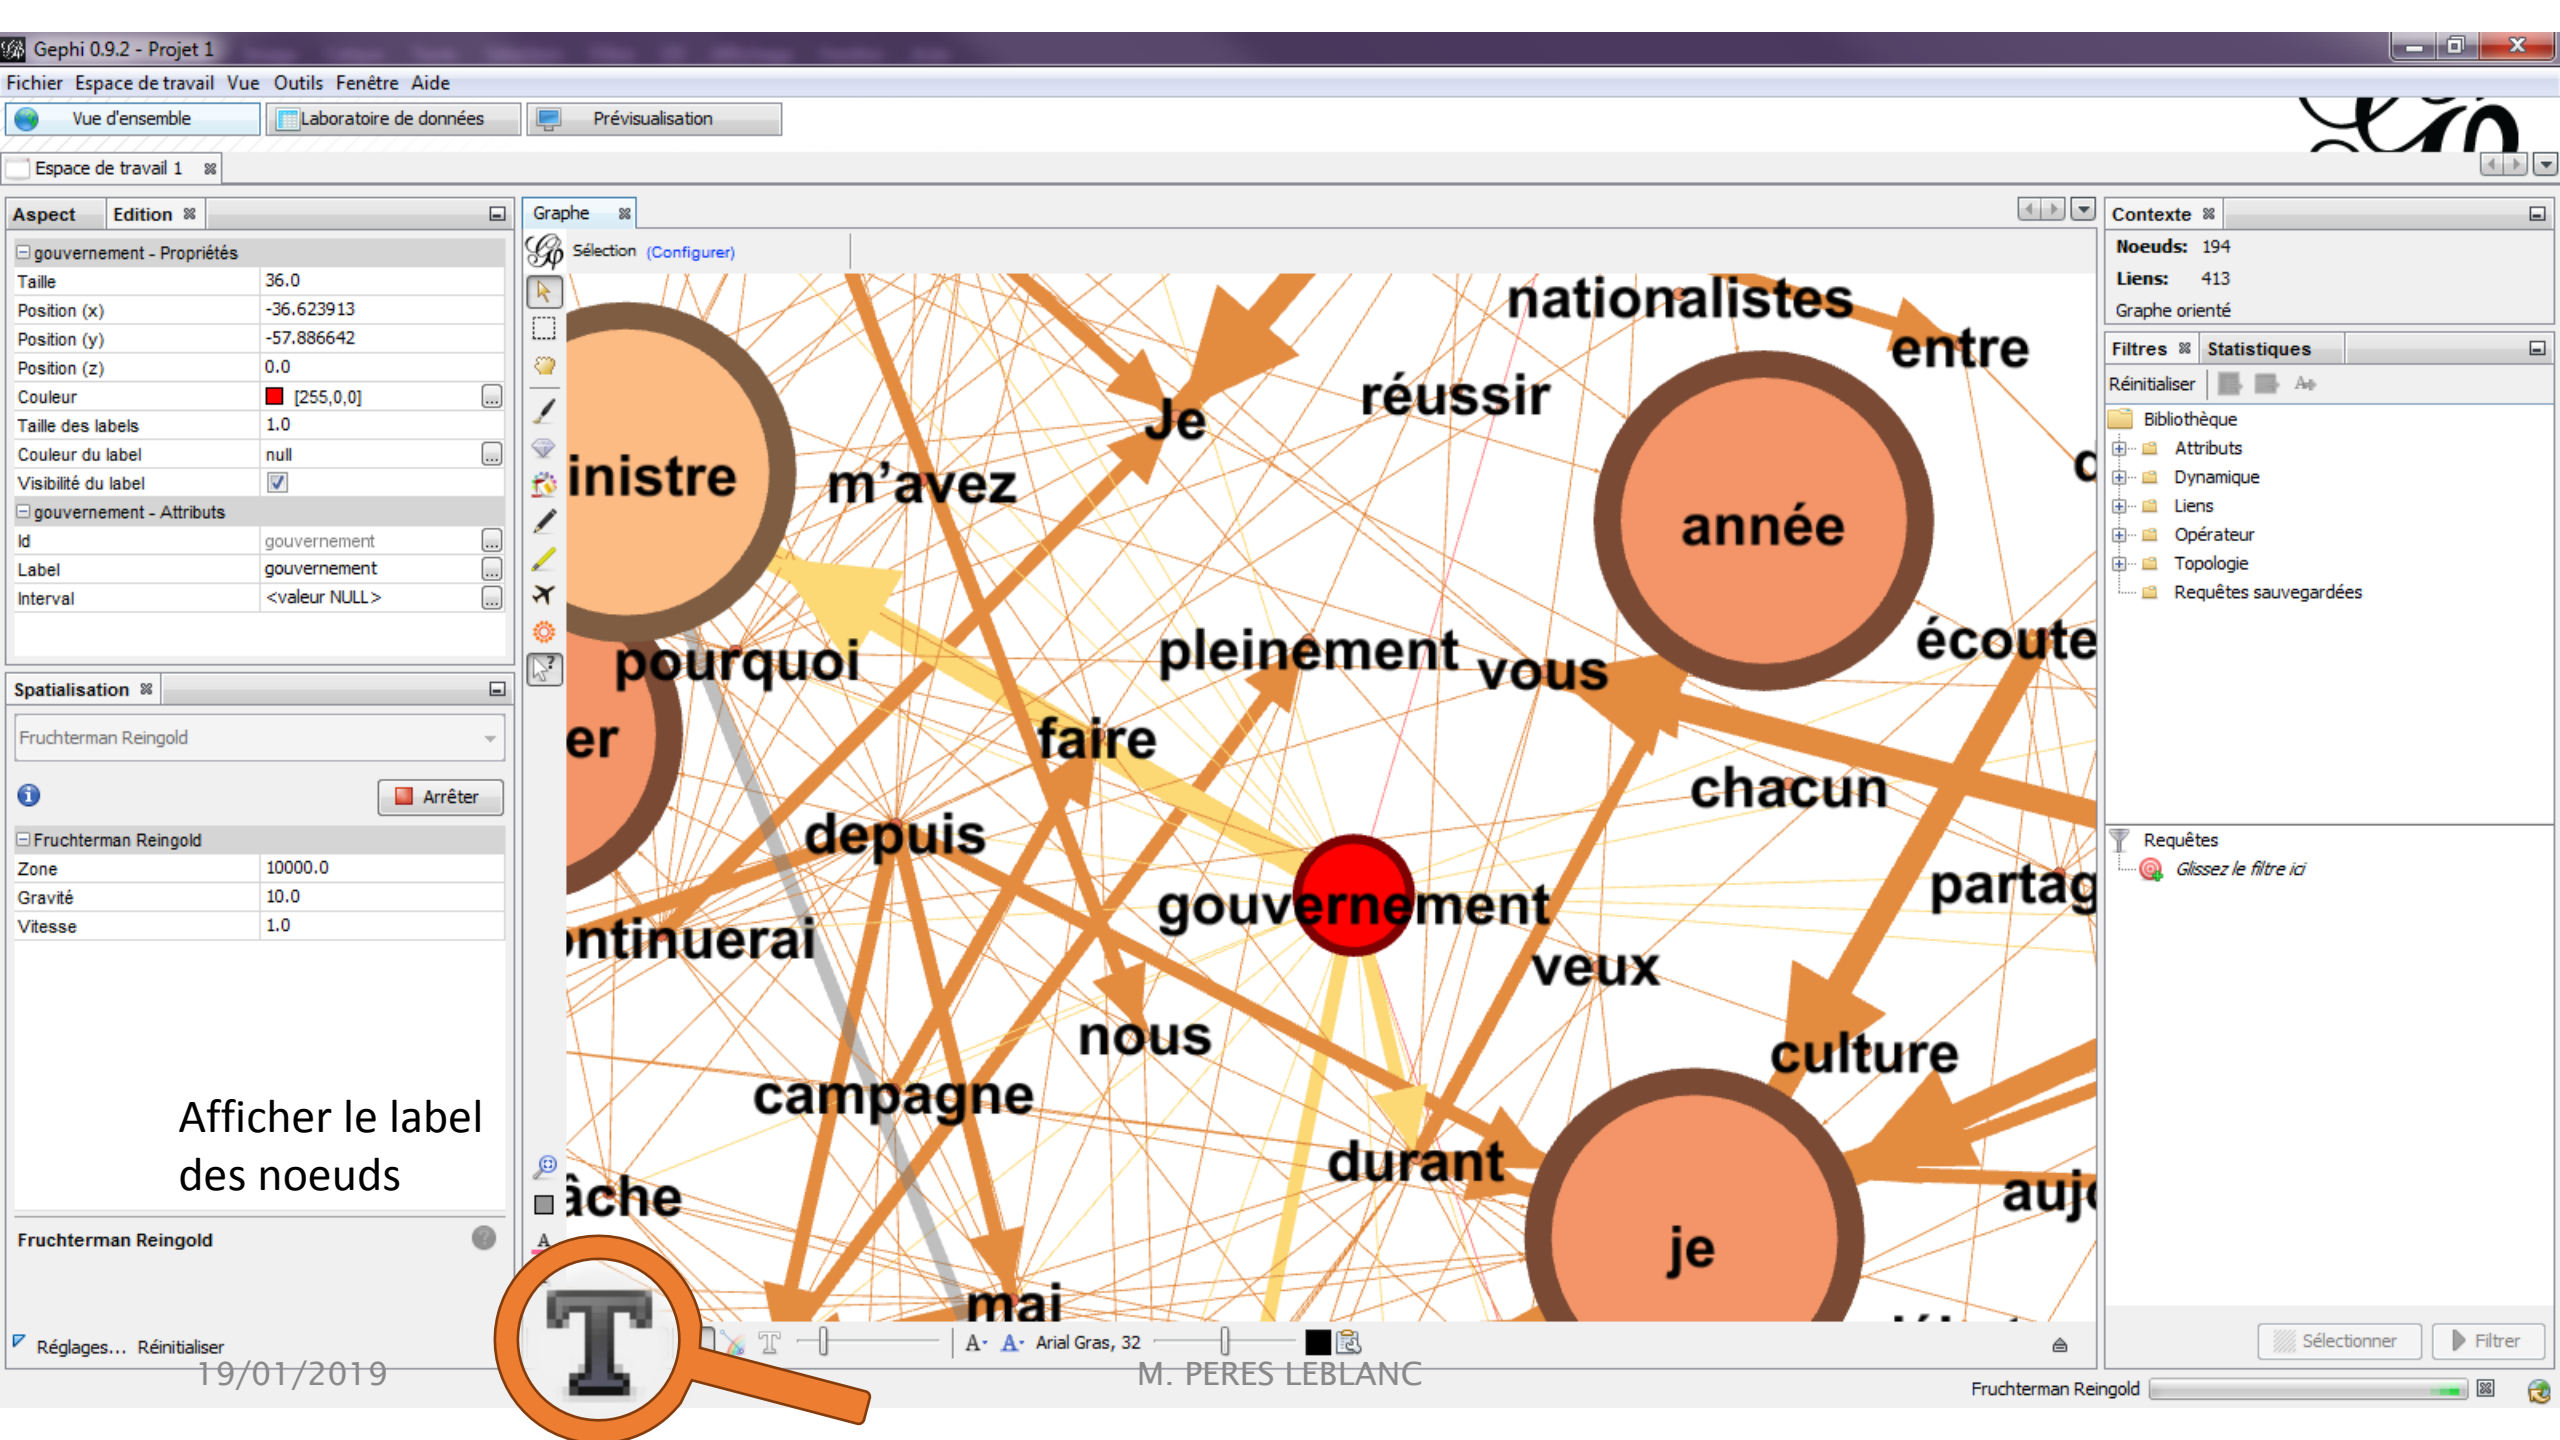 Gephi 0.9.2 - Projet 1
Fichier Espace de travail Vue Outils Fenêtre Aide
Vue d'ensemble
Laboratoire de données
Prévisualisation
Espace de travail 1
Aspect
Edition
gouvernement - Propriétés
Taille 36.0
Position (x) -36.623913
Position (y) -57.886642
Position (z) 0.0
Couleur [255,0,0] ...
Taille des labels 1.0
Couleur du label null ...
Visibilité du label
gouvernement - Attributs
Id gouvernement ...
Label gouvernement ...
Interval <valeur NULL> ...
Spatialisation
Fruchterman Reingold
Arrêter
Fruchterman Reingold
Zone 10000.0
Gravité 10.0
Vitesse 1.0
Afficher le label
des noeuds
Fruchterman Reingold
Réglages... Réinitialiser
19/01/2019
Graphe
Sélection (Configurer)
nationalistes
entre
réussir
Je
inistre
m'avez
année
écoute
pourquoi
pleinement
vous
er
faire
chacun
depuis
partag
gouvernement
ontinuerai
veux
nous
culture
campagne
durant
âche
aujo
je
mai
A
T
T
A- A- Arial Gras, 32
M. PERES LEBLANC
Contexte
Noeuds: 194
Liens: 413
Graphe orienté
Filtres
Statistiques
Réinitialiser
Bibliothèque
Attributs
Dynamique
Liens
Opérateur
Topologie
Requêtes sauvegardées
Requêtes
Glissez le filtre ici
Sélectionner
Filtrer
Fruchterman Reingold